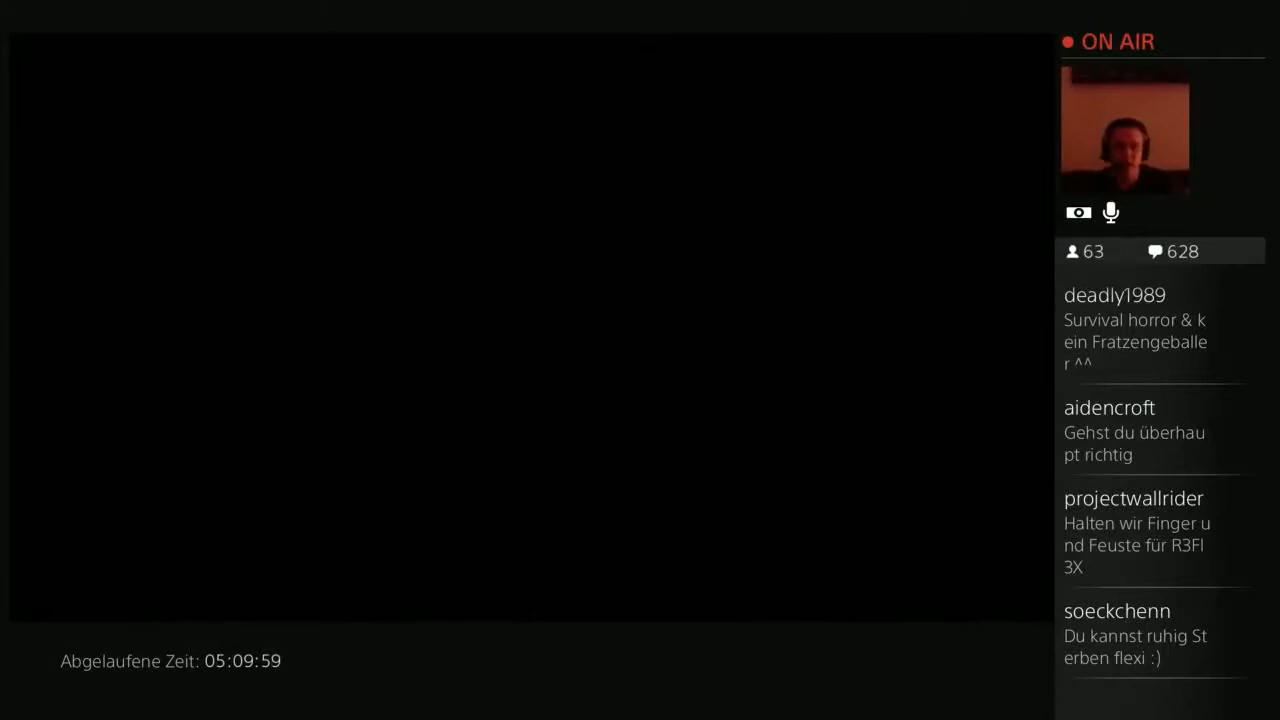 ON AIR
63 628
deadly1989
Survival horror & k
ein Fratzengeballe
r ^^
aidencroft
Gehst du überhau
pt richtig
projectwallrider
Halten wir Finger u
nd Feuste für R3Fl
3X
soeckchenn
Du kannst ruhig St
erben flexi :)
Abgelaufene Zeit: 05:09:59